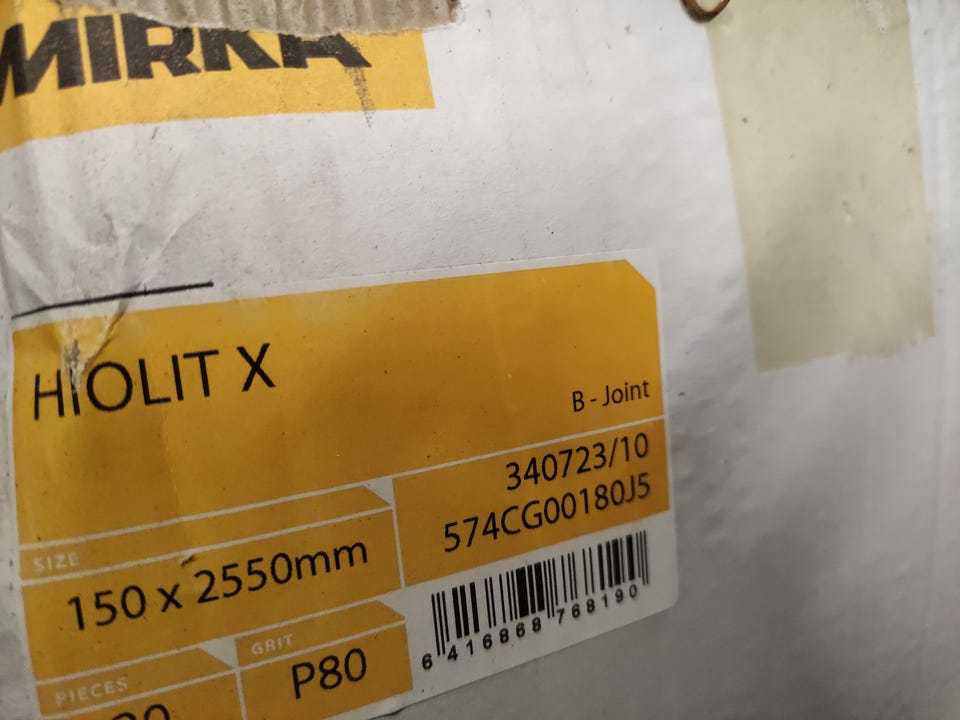 MIRKA
HIOLIT X
B - Joint
340723/10
574CG00180J5
SIZE
150 x 2550mm
6 416868 768190
GRIT
P80
PIECES